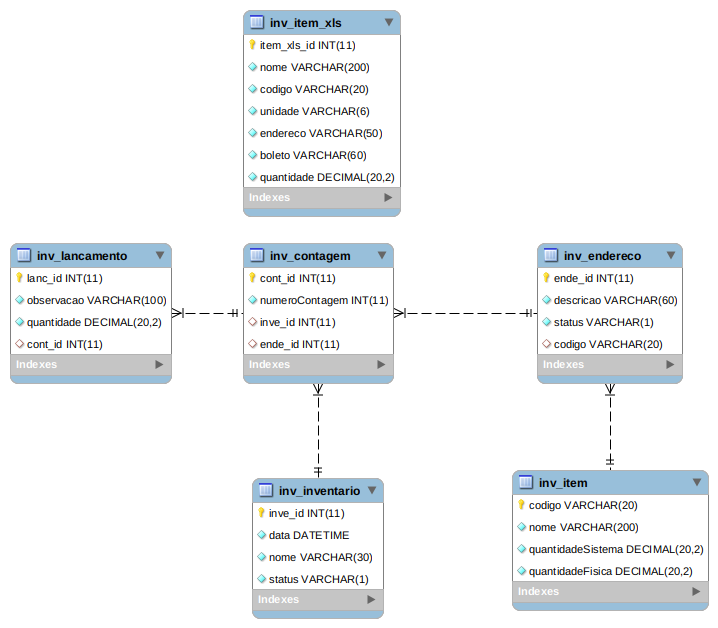 inv_item_xls
item_xls_id INT(11)
nome VARCHAR(200)
codigo VARCHAR(20)
unidade VARCHAR(6)
endereco VARCHAR(50)
boleto VARCHAR(60)
quantidade DECIMAL(20,2)
Indexes
inv_lancamento
lanc_id INT(11)
observacao VARCHAR(100)
quantidade DECIMAL(20,2)
cont_id INT(11)
Indexes
inv_contagem
cont_id INT(11)
numeroContagem INT(11)
inve_id INT(11)
ende_id INT(11)
Indexes
inv_endereco
ende_id INT(11)
descricao VARCHAR(60)
status VARCHAR(1)
codigo VARCHAR(20)
Indexes
inv_inventario
inve_id INT(11)
data DATETIME
nome VARCHAR(30)
status VARCHAR(1)
Indexes
inv_item
codigo VARCHAR(20)
nome VARCHAR(200)
quantidadeSistema DECIMAL(20,2)
quantidadeFisica DECIMAL(20,2)
Indexes